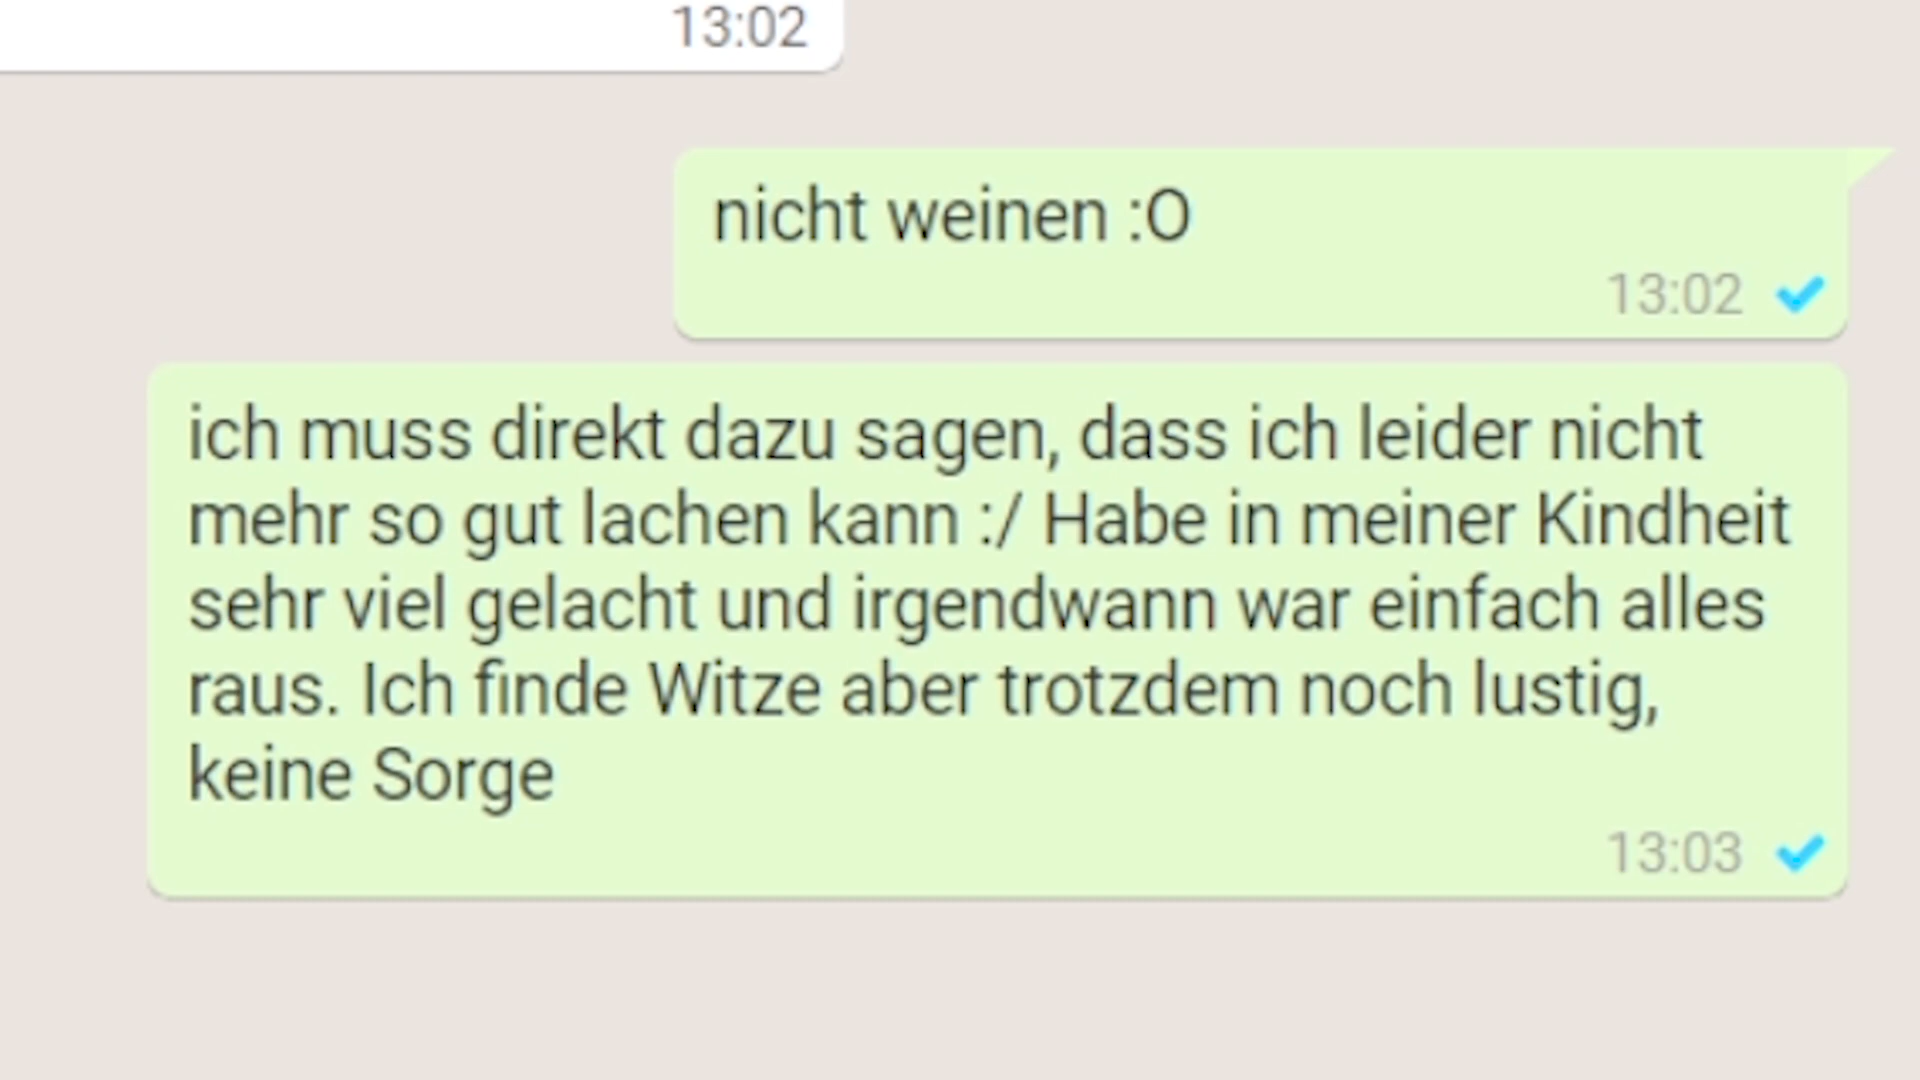 13:02
nicht weinen :O
13:02
ich muss direkt dazu sagen, dass ich leider nicht
mehr so gut lachen kann :/ Habe in meiner Kindheit
sehr viel gelacht und irgendwann war einfach alles
raus. Ich finde Witze aber trotzdem noch lustig,
keine Sorge
13:03